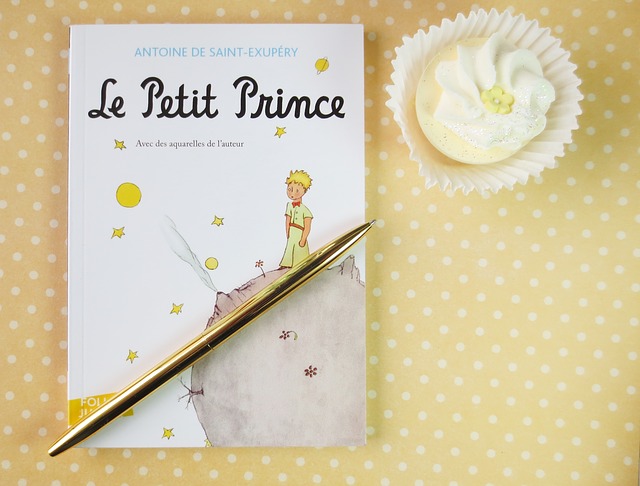 ANTOINE DE SAINT-EXUPÉRY
Le Petit Prince
Avec des aquarelles de l'auteur